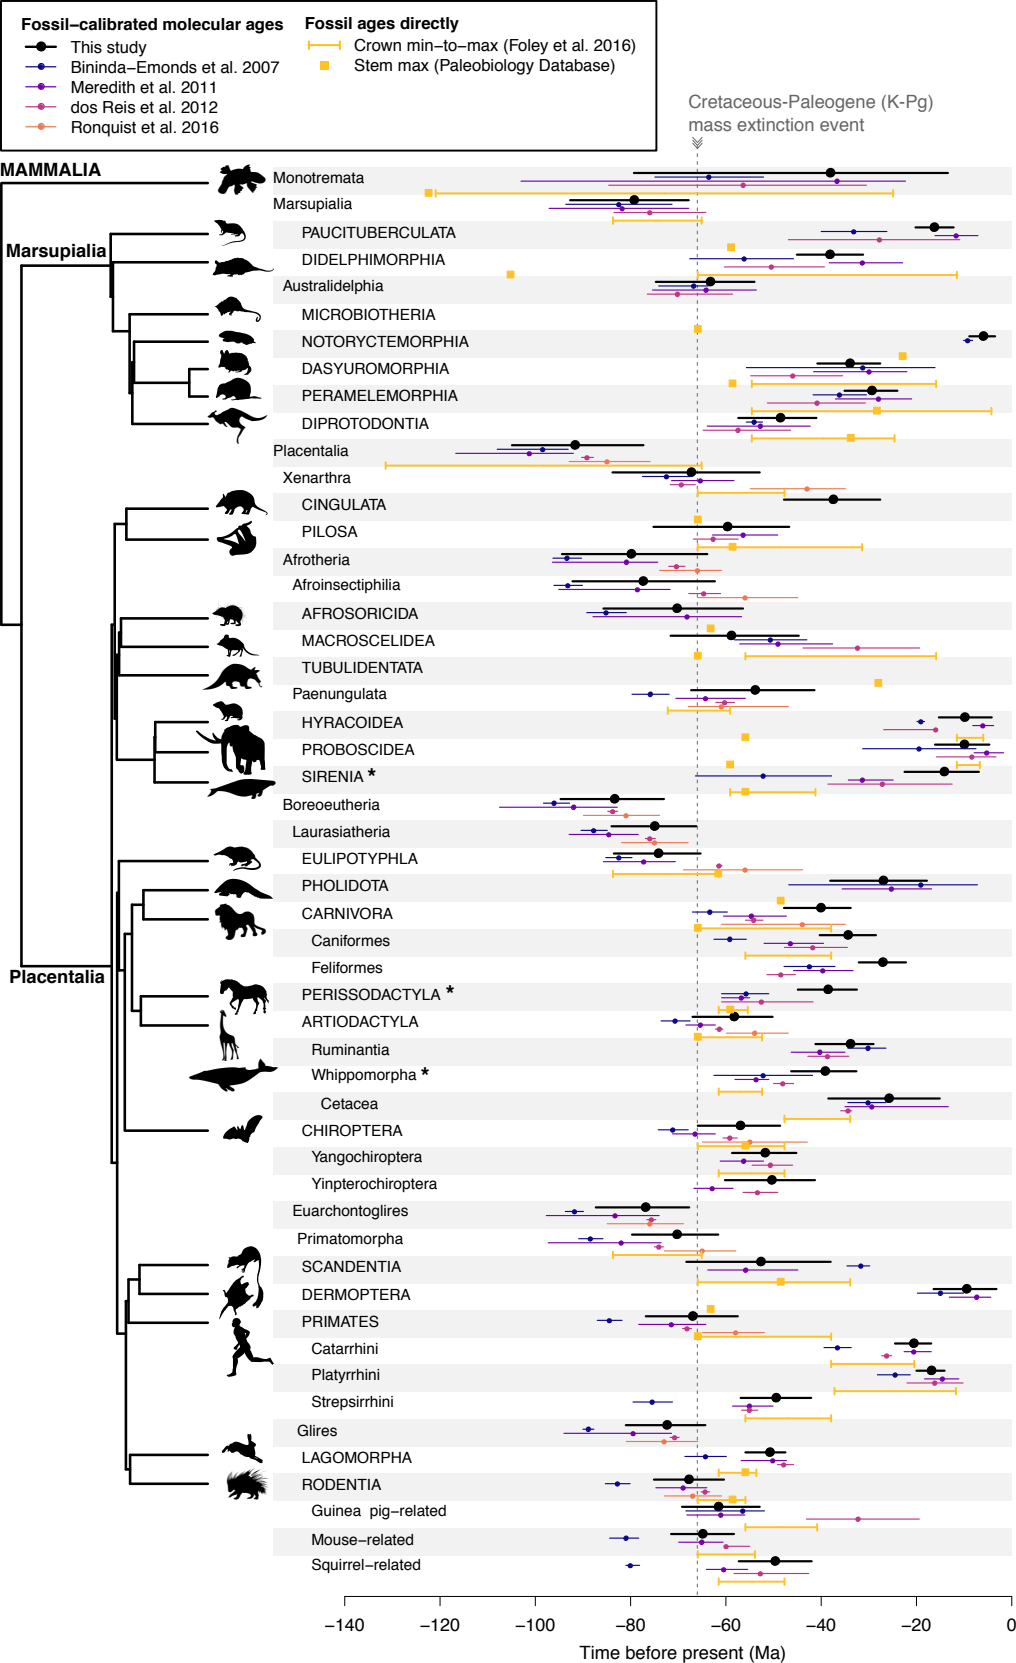 Fossil−calibrated molecular ages
This study
Bininda−Emonds et al. 2007
Meredith et al. 2011
dos Reis et al. 2012
Ronquist et al. 2016
Fossil ages directly
Crown min−to−max (Foley et al. 2016)
Stem max (Paleobiology Database)
Cretaceous-Paleogene (K-Pg)
mass extinction event
MAMMALIA
Monotremata
Marsupialia
PAUCITUBERCULATA
Marsupialia
DIDELPHIMORPHIA
Australidelphia
MICROBIOTHERIA
NOTORYCTEMORPHIA
DASYUROMORPHIA
PERAMELEMORPHIA
DIPROTODONTIA
Placentalia
Xenarthra
CINGULATA
PILOSA
Afrotheria
Afroinsectiphilia
AFROSORICIDA
MACROSCELIDEA
TUBULIDENTATA
Paenungulata
HYRACOIDEA
PROBOSCIDEA
SIRENIA *
Boreoeutheria
Laurasiatheria
EULIPOTYPHLA
PHOLIDOTA
CARNIVORA
Caniformes
Feliformes
Placentalia
PERISSODACTYLA *
ARTIODACTYLA
Ruminantia
Whippomorpha *
Cetacea
CHIROPTERA
Yangochiroptera
Yinpterochiroptera
Euarchontoglires
Primatomorpha
SCANDENTIA
DERMOPTERA
PRIMATES
Catarrhini
Platyrrhini
Strepsirrhini
Glires
LAGOMORPHA
RODENTIA
Guinea pig-related
Mouse−related
Squirrel−related
−140 −120 −100 −80 −60 −40 −20 0
Time before present (Ma)